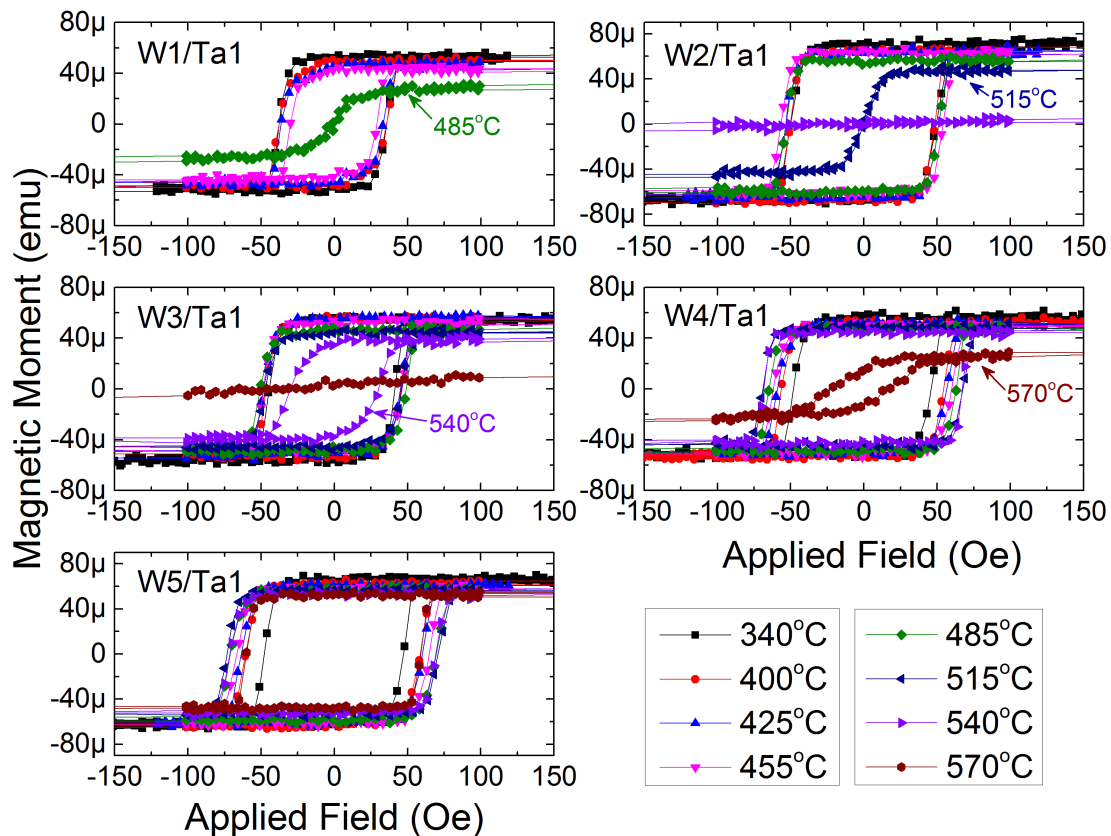 Magnetic Moment (emu)
W1/Ta1
80µ
40µ
0
-40µ
-80µ
-150 -100 -50 0 50 100 150
485°C
W2/Ta1
80µ
40µ
0
-40µ
-80µ
-150 -100 -50 0 50 100 150
515°C
W3/Ta1
80µ
40µ
0
-40µ
-80µ
-150 -100 -50 0 50 100 150
540°C
W4/Ta1
80µ
40µ
0
-40µ
-80µ
-150 -100 -50 0 50 100 150
570°C
Applied Field (Oe)
W5/Ta1
80µ
40µ
0
-40µ
-80µ
-150 -100 -50 0 50 100 150
Applied Field (Oe)
340°C
400°C
425°C
455°C
485°C
515°C
540°C
570°C